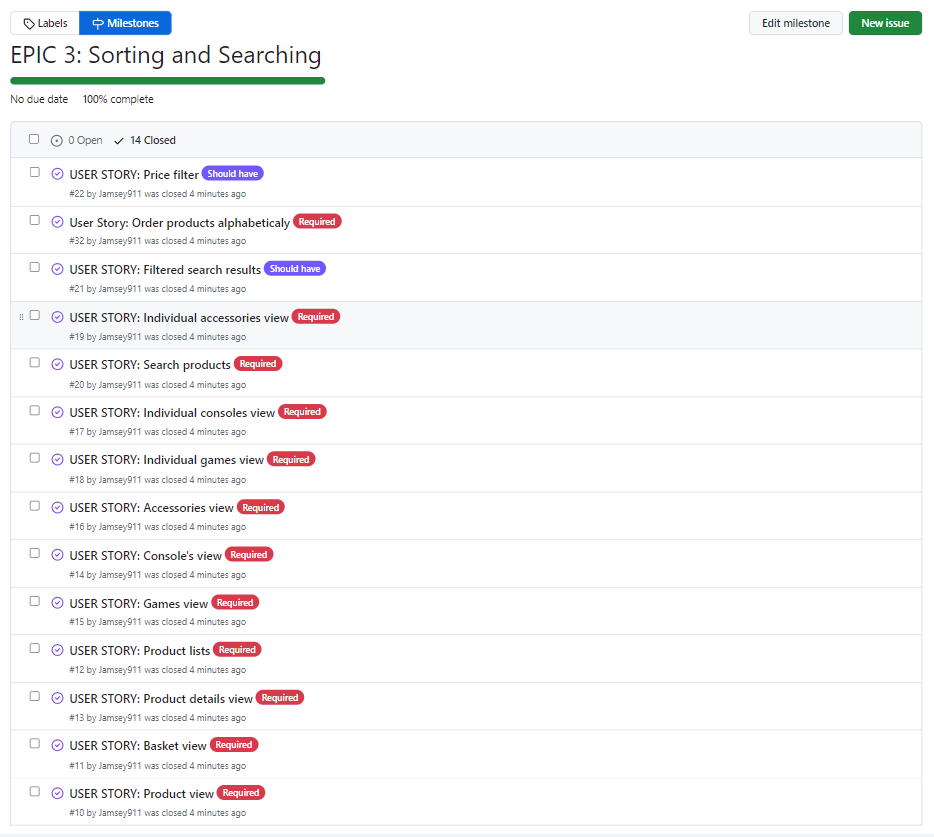 Labels Milestones Edit milestone New issue
EPIC 3: Sorting and Searching
No due date 100% complete
0 Open 14 Closed
USER STORY: Price filter Should have
#22 by Jamsey911 was closed 4 minutes ago
User Story: Order products alphabeticaly Required
#32 by Jamsey911 was closed 4 minutes ago
USER STORY: Filtered search results Should have
#21 by Jamsey911 was closed 4 minutes ago
USER STORY: Individual accessories view Required
#19 by Jamsey911 was closed 4 minutes ago
USER STORY: Search products Required
#20 by Jamsey911 was closed 4 minutes ago
USER STORY: Individual consoles view Required
#17 by Jamsey911 was closed 4 minutes ago
USER STORY: Individual games view Required
#18 by Jamsey911 was closed 4 minutes ago
USER STORY: Accessories view Required
#16 by Jamsey911 was closed 4 minutes ago
USER STORY: Console's view Required
#14 by Jamsey911 was closed 4 minutes ago
USER STORY: Games view Required
#15 by Jamsey911 was closed 4 minutes ago
USER STORY: Product lists Required
#12 by Jamsey911 was closed 4 minutes ago
USER STORY: Product details view Required
#13 by Jamsey911 was closed 4 minutes ago
USER STORY: Basket view Required
#11 by Jamsey911 was closed 4 minutes ago
USER STORY: Product view Required
#10 by Jamsey911 was closed 4 minutes ago